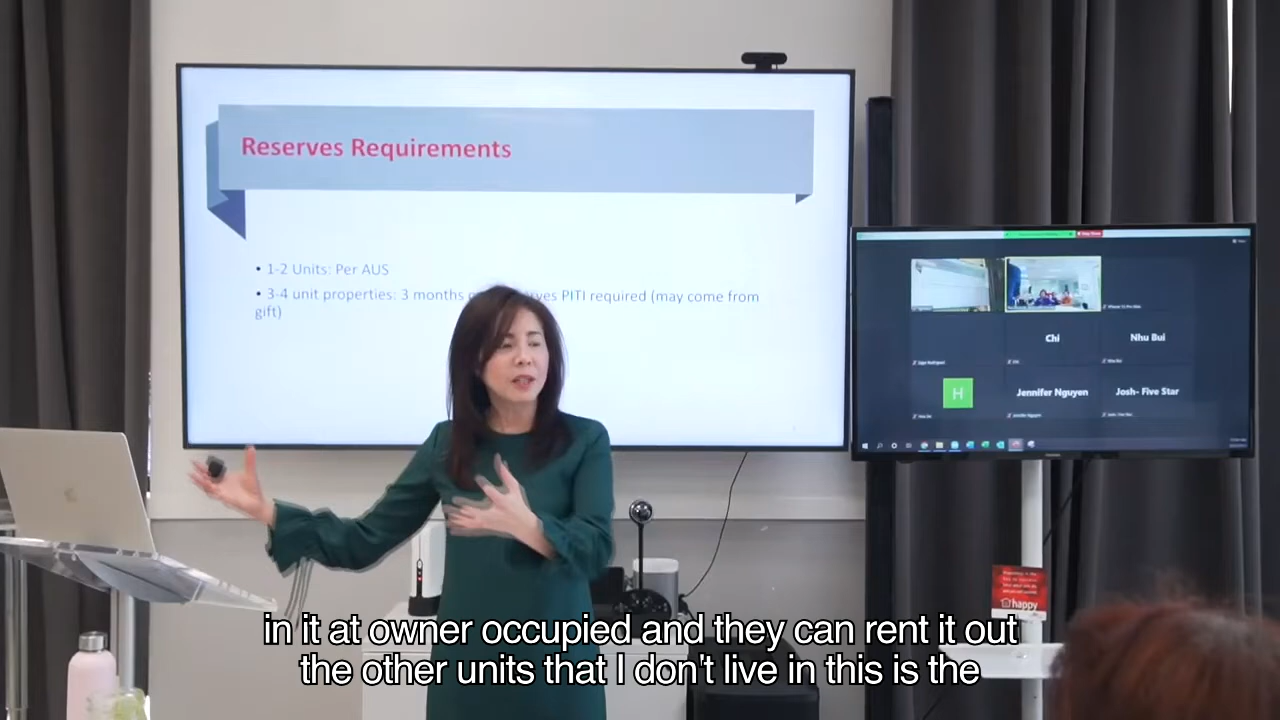 Reserves Requirements
• 1-2 Units: Per AUS
• 3-4 unit properties: 3 months PITI required (may come from
gift)
Chi
Nhu Bui
H
Jennifer Nguyen
Josh- Five Star
happy
in it at owner occupied and they can rent it out
the other units that I don't live in this is the